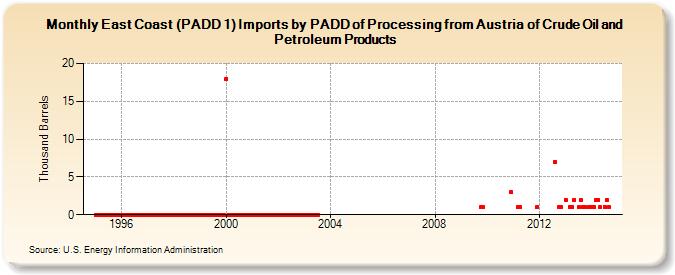 Monthly East Coast (PADD 1) Imports by PADD of Processing from Austria of Crude Oil and
Petroleum Products
Thousand Barrels
20
15
10
5
0
1996
2000
2004
2008
2012
Source: U.S. Energy Information Administration